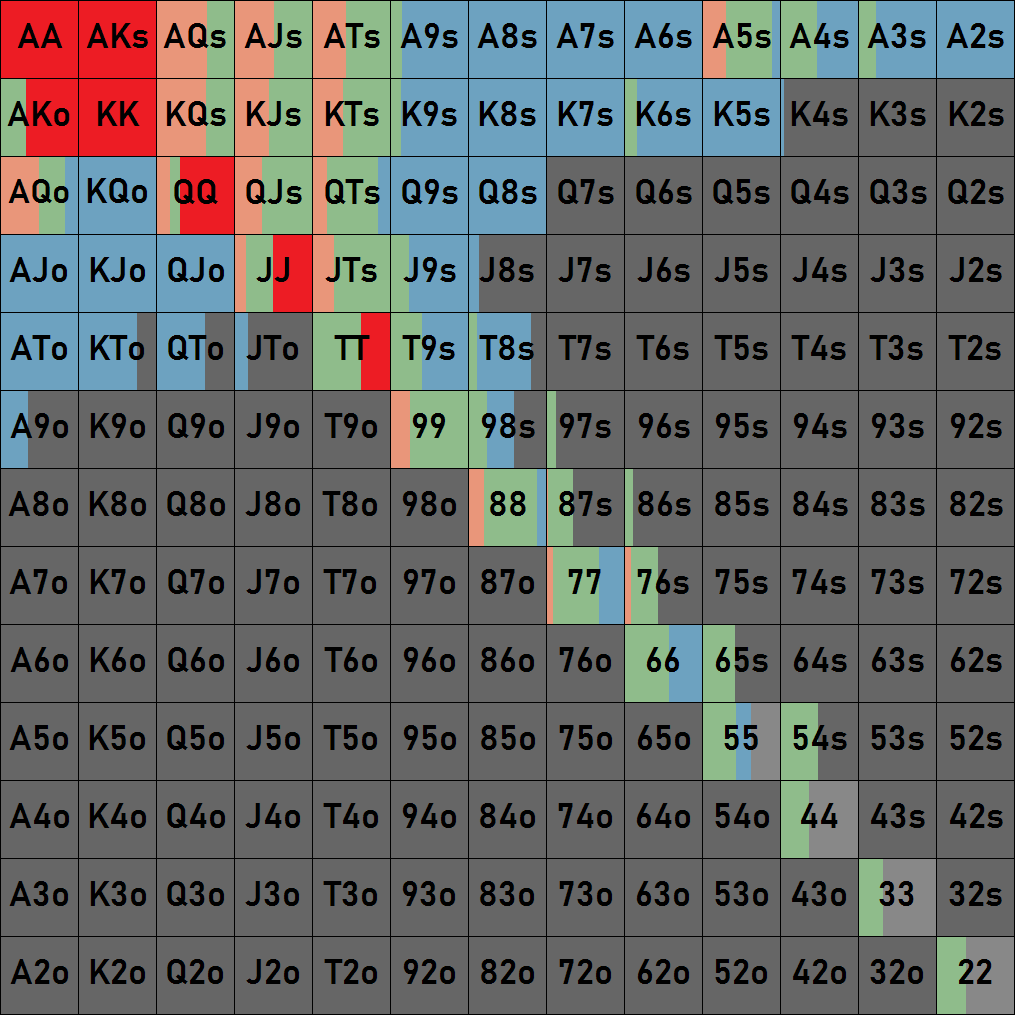 AA AKs AQs AJs ATs A9s A8s A7s A6s A5s A4s A3s A2s
AKo KK KQs KJs KTs K9s K8s K7s K6s K5s K4s K3s K2s
AQo KQo QQ QJs QTs Q9s Q8s Q7s Q6s Q5s Q4s Q3s Q2s
AJo KJo QJo JJ JTs J9s J8s J7s J6s J5s J4s J3s J2s
ATo KTo QTo JTo TT T9s T8s T7s T6s T5s T4s T3s T2s
A9o K9o Q9o J9o T9o 99 98s 97s 96s 95s 94s 93s 92s
A8o K8o Q8o J8o T8o 98o 88 87s 86s 85s 84s 83s 82s
A7o K7o Q7o J7o T7o 97o 87o 77 76s 75s 74s 73s 72s
A6o K6o Q6o J6o T6o 96o 86o 76o 66 65s 64s 63s 62s
A5o K5o Q5o J5o T5o 95o 85o 75o 65o 55 54s 53s 52s
A4o K4o Q4o J4o T4o 94o 84o 74o 64o 54o 44 43s 42s
A3o K3o Q3o J3o T3o 93o 83o 73o 63o 53o 43o 33 32s
A2o K2o Q2o J2o T2o 92o 82o 72o 62o 52o 42o 32o 22